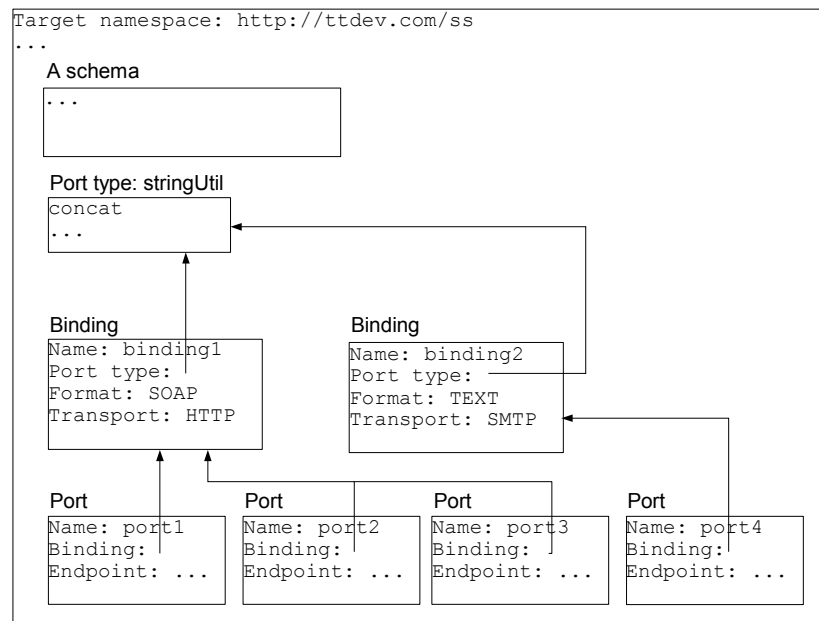 Target namespace: http://ttdev.com/ss
...
A schema
...
Port type: stringUtil
concat
...
Binding
Name: binding1
Port type:
Format: SOAP
Transport: HTTP
Binding
Name: binding2
Port type:
Format: TEXT
Transport: SMTP
Port
Name: port1
Binding:
Endpoint: ...
Port
Name: port2
Binding:
Endpoint: ...
Port
Name: port3
Binding:
Endpoint: ...
Port
Name: port4
Binding:
Endpoint: ...